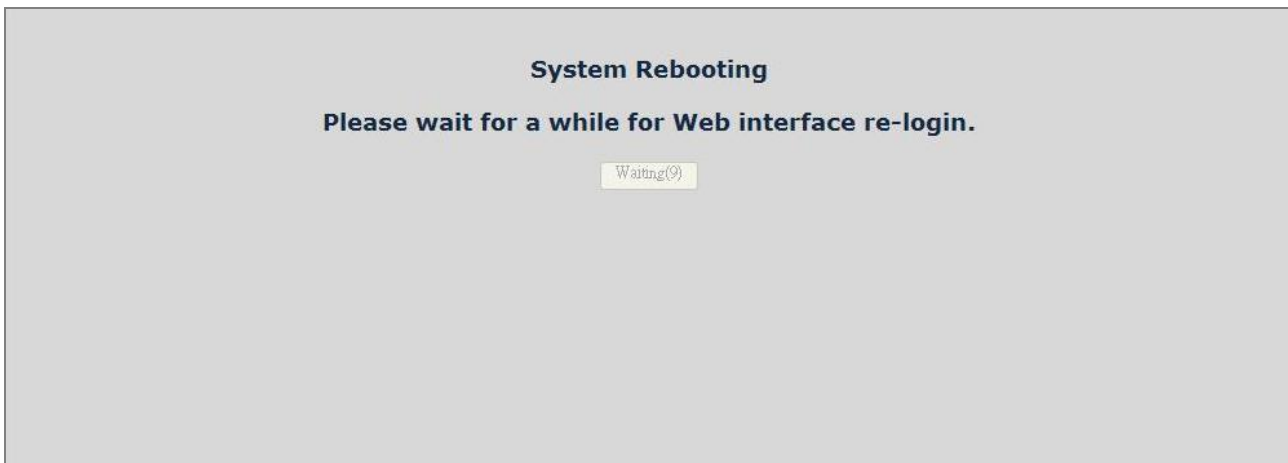 System Rebooting
Please wait for a while for Web interface re-login.
Waiting(9)